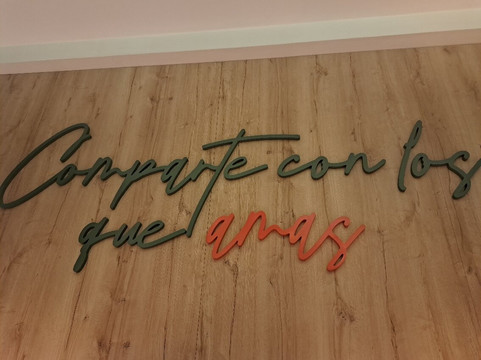 Comparte con los
que amas